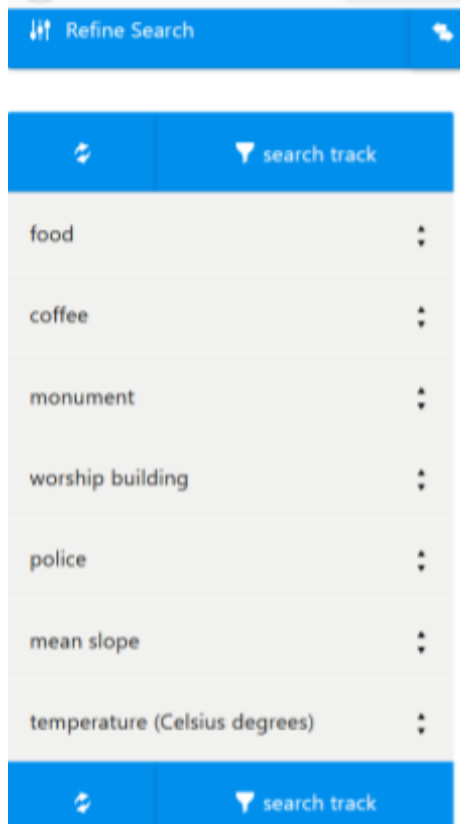 Refine Search
search track
food
coffee
monument
worship building
police
mean slope
temperature (Celsius degrees)
search track